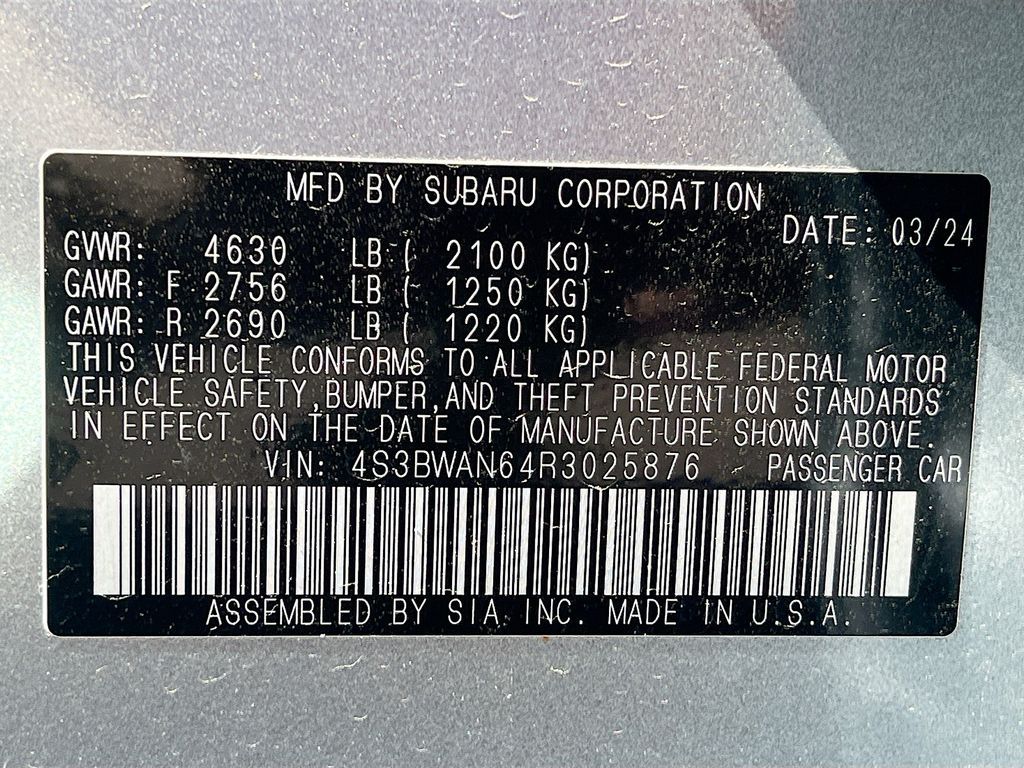 MFD BY SUBARU CORPORATION
DATE: 03/24
GVWR: 4630 LB ( 2100 KG)
GAWR: F 2756 LB ( 1250 KG)
GAWR: R 2690 LB ( 1220 KG)
THIS VEHICLE CONFORMS TO ALL APPLICABLE FEDERAL MOTOR
VEHICLE SAFETY, BUMPER, AND THEFT PREVENTION STANDARDS
IN EFFECT ON THE DATE OF MANUFACTURE SHOWN ABOVE.
VIN: 4S3BWAN64R3025876 PASSENGER CAR
ASSEMBLED BY SIA INC. MADE IN U.S.A.